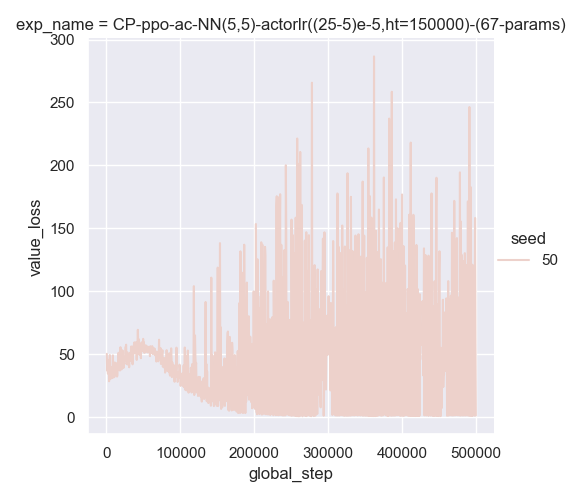 exp_name = CP-ppo-ac-NN(5,5)-actorlr((25-5)e-5,ht=150000)-(67-params)
300
250
200
150
100
50
0
value_loss
0 100000 200000 300000 400000 500000
global_step
seed
50